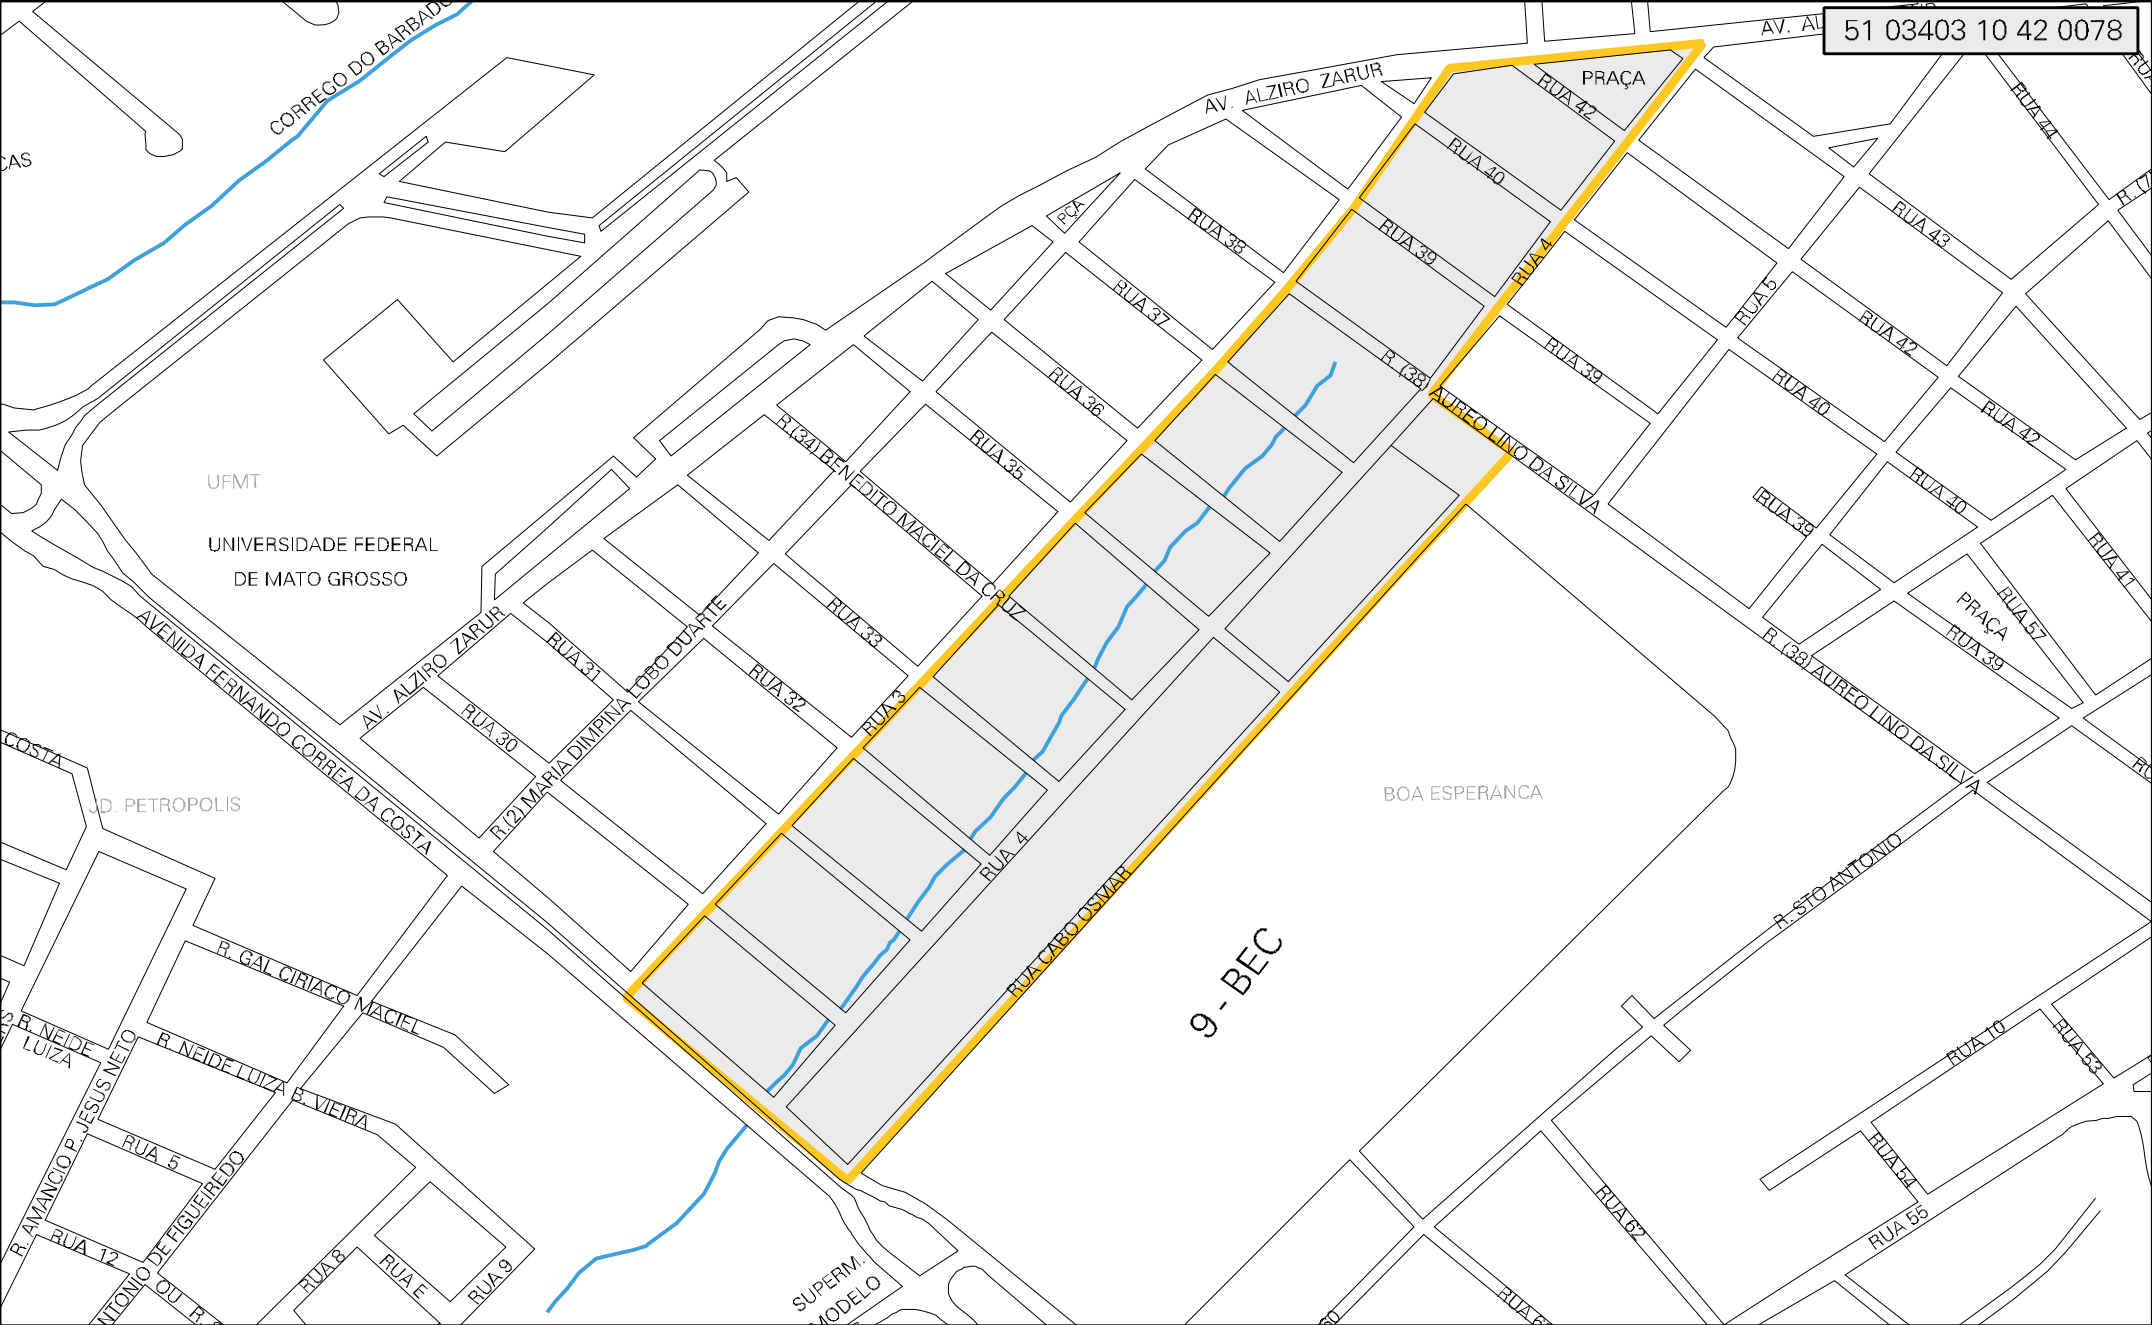 51 03403 10 42 0078
CORREGO DO BARBADO
AV. AL
PRAÇA
RUA 42
AV. ALZIRO ZARUR
RUA 44
RUA 40
CAS
PÇA
RUA 38
RUA 39
RUA 4
RUA 43
RUA 37
RUA 5
RUA 42
R. (38) AUREO LINO DA SILVA
RUA 39
RUA 36
RUA 40
RUA 42
R.(34) BENEDITO MACIEL DA CRUZ
RUA 35
UFMT
RUA 39
RUA 40
UNIVERSIDADE FEDERAL
DE MATO GROSSO
RUA 41
AVENIDA FERNANDO CORREA DA COSTA
AV. ALZIRO ZARUR
RUA 31
RUA 33
R.(2) MARIA DIMPINA LOBO DUARTE
PRAÇA
RUA 57
RUA 39
RUA 32
RUA 3
RUA 30
R. (38) AUREO LINO DA SILVA
COSTA
JD. PETROPOLIS
BOA ESPERANCA
RUA 4
RUA CABO OSMAR
R. STO ANTONIO
9 - BEC
R. GAL CIRIACO MACIEL
R. NEIDE
LUIZA
R. NEIDE LUIZA B. VIEIRA
R. AMANCIO P. JESUS NETO
RUA 10
RUA 53
RUA 5
RUA 54
RUA 62
RUA 55
RUA 12
ANTONIO DE FIGUEIREDO
OU R.
RUA 8
RUA E
RUA 9
SUPERM.
MODELO